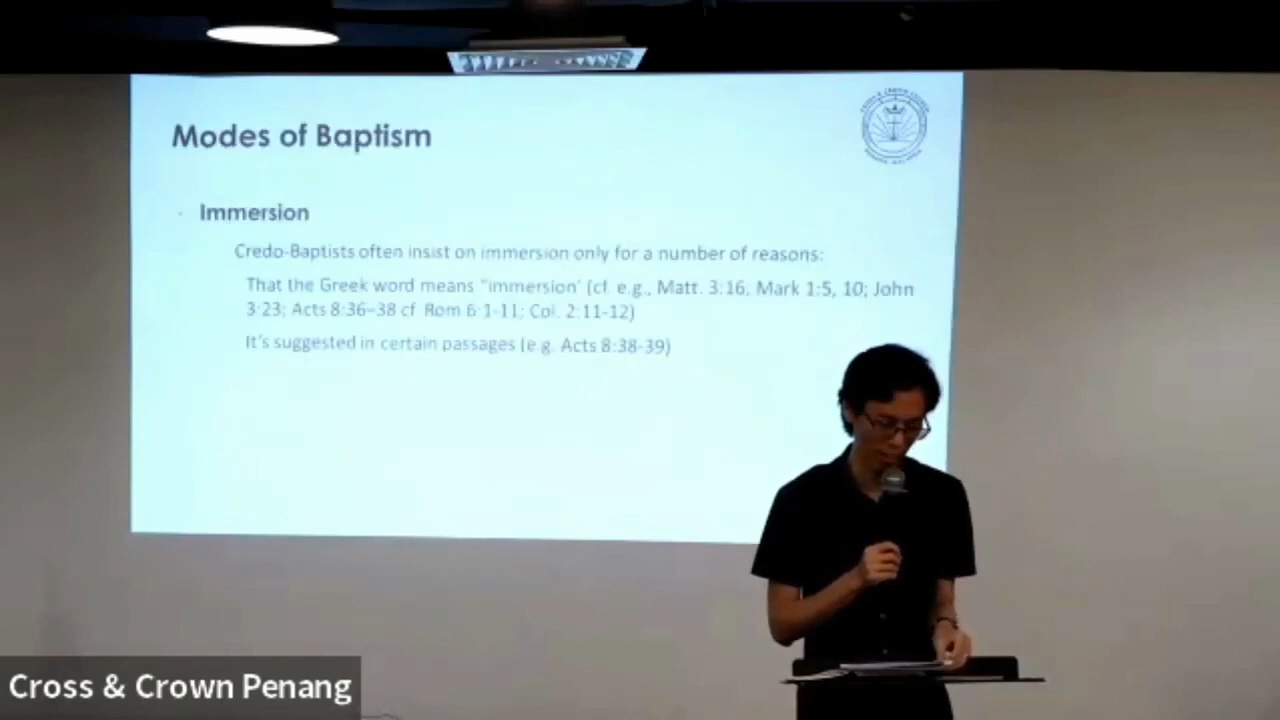 Modes of Baptism
· Immersion
Credo-Baptists often insist on immersion only for a number of reasons:
That the Greek word means "immersion' (cf. e.g., Matt. 3:16, Mark 1:5, 10; John
3:23; Acts 8:36–38 cf Rom 6:1-11; Col. 2:11-12)
It's suggested in certain passages (e.g. Acts 8:38-39)
Cross & Crown Penang